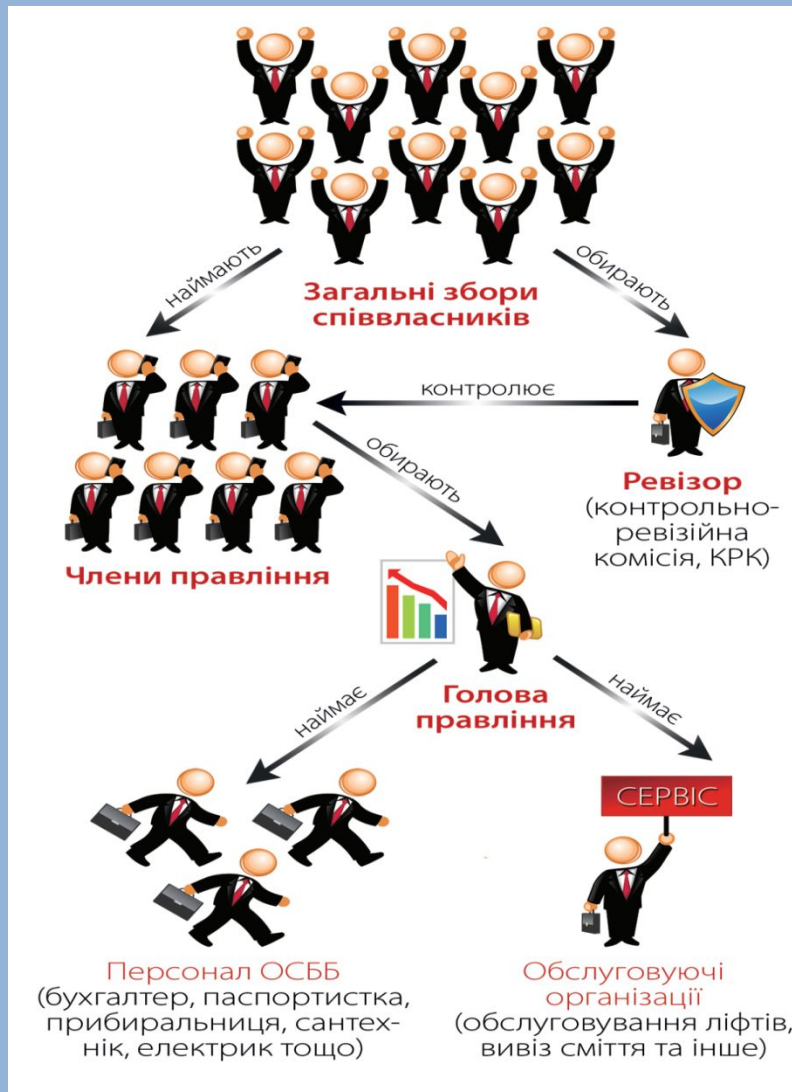 наймають
обирають
Загальні збори
співвласників
контролює
обирають
Члени правління
Ревізор
(контрольно-
ревізійна
комісія, КРК)
Голова
правління
наймає
наймає
СЕРВІС
Персонал ОСББ
(бухгалтер, паспортистка,
прибиральниця, сантех-
нік, електрик тощо)
Обслуговуючі
організації
(обслуговування ліфтів,
вивіз сміття та інше)